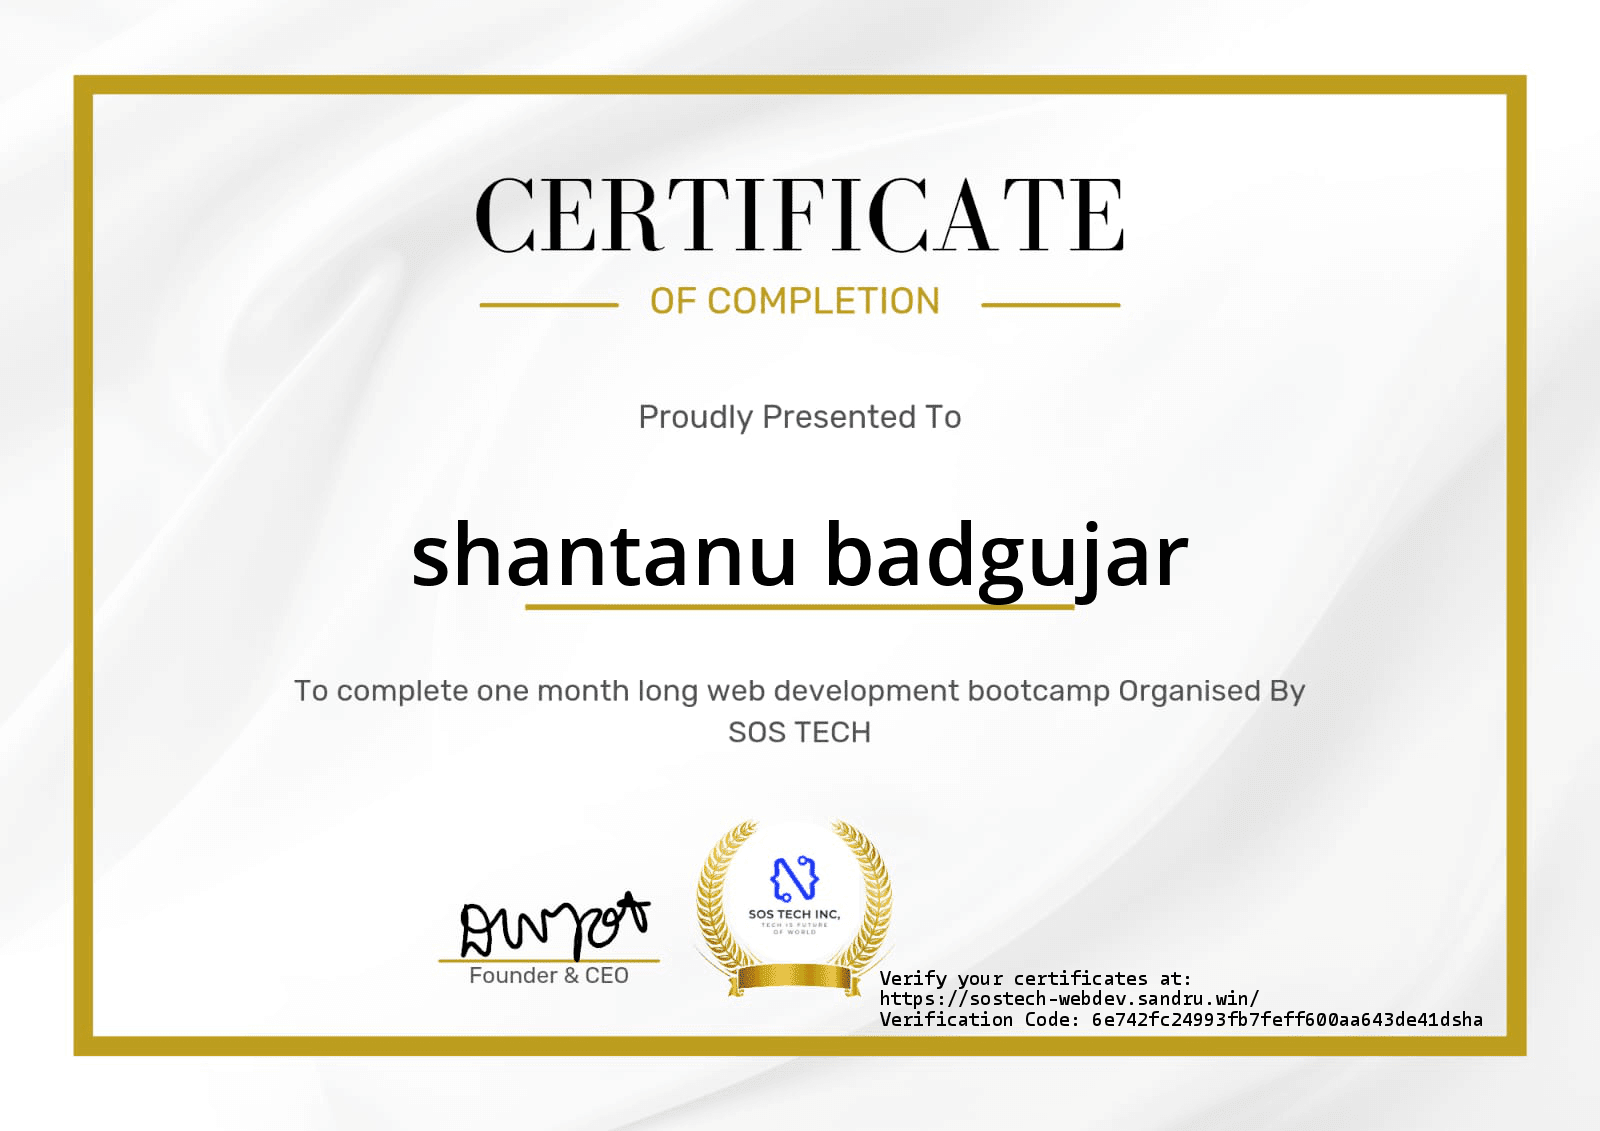 CERTIFICATE
OF COMPLETION
Proudly Presented To
shantanu badgujar
To complete one month long web development bootcamp Organised By
SOS TECH
Founder & CEO
SOS TECH INC,
TECH IS FUTURE
OF WORLD
Verify your certificates at:
https://sostech-webdev.sandru.win/
Verification Code: 6e742fc24993fb7feff600aa643de41dsha